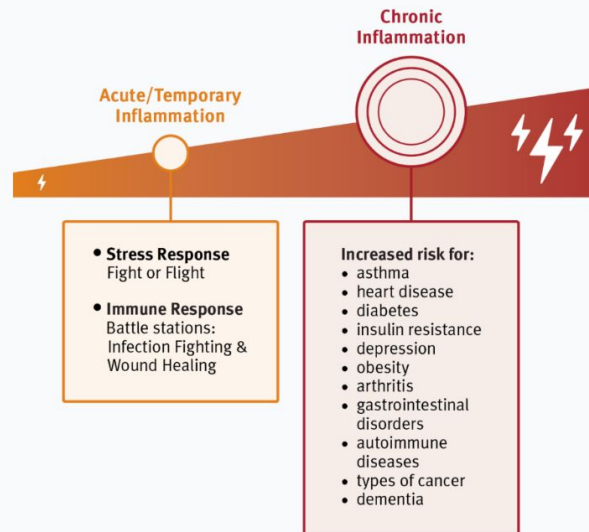 Chronic
Inflammation
Acute/Temporary
Inflammation
• Stress Response
Fight or Flight
• Immune Response
Battle stations:
Infection Fighting &
Wound Healing
Increased risk for:
• asthma
• heart disease
• diabetes
• insulin resistance
• depression
• obesity
• arthritis
• gastrointestinal
disorders
• autoimmune
diseases
• types of cancer
• dementia